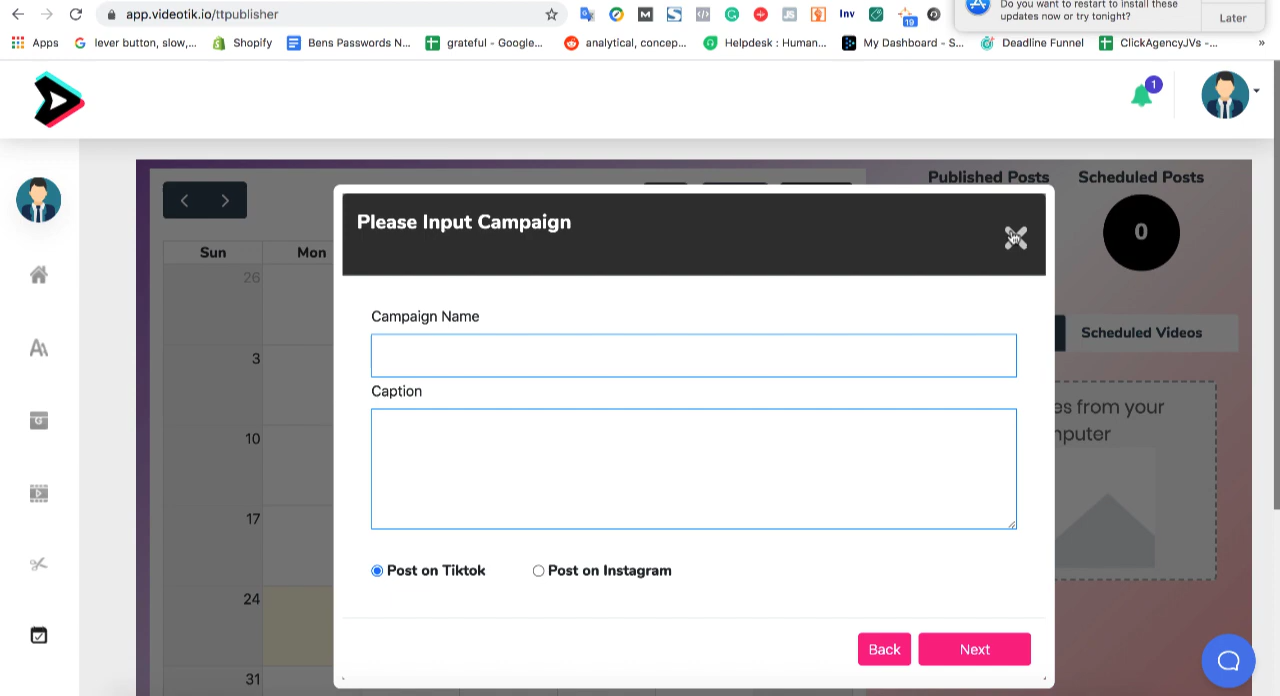 app.videotik.io/ttpublisher
Inv
19
Do you want to restart to install these
updates now or try tonight?
Later
Apps
lever button, slow,...
Shopify
Bens Passwords N...
grateful - Google...
analytical, concep...
Helpdesk : Human...
My Dashboard - S...
Deadline Funnel
ClickAgencyJVs -...
»
1
Published Posts
Scheduled Posts
0
Please Input Campaign
Sun
Mon
26
Campaign Name
Scheduled Videos
3
Caption
es from your
nputer
10
17
Post on Tiktok
Post on Instagram
24
Back
Next
31